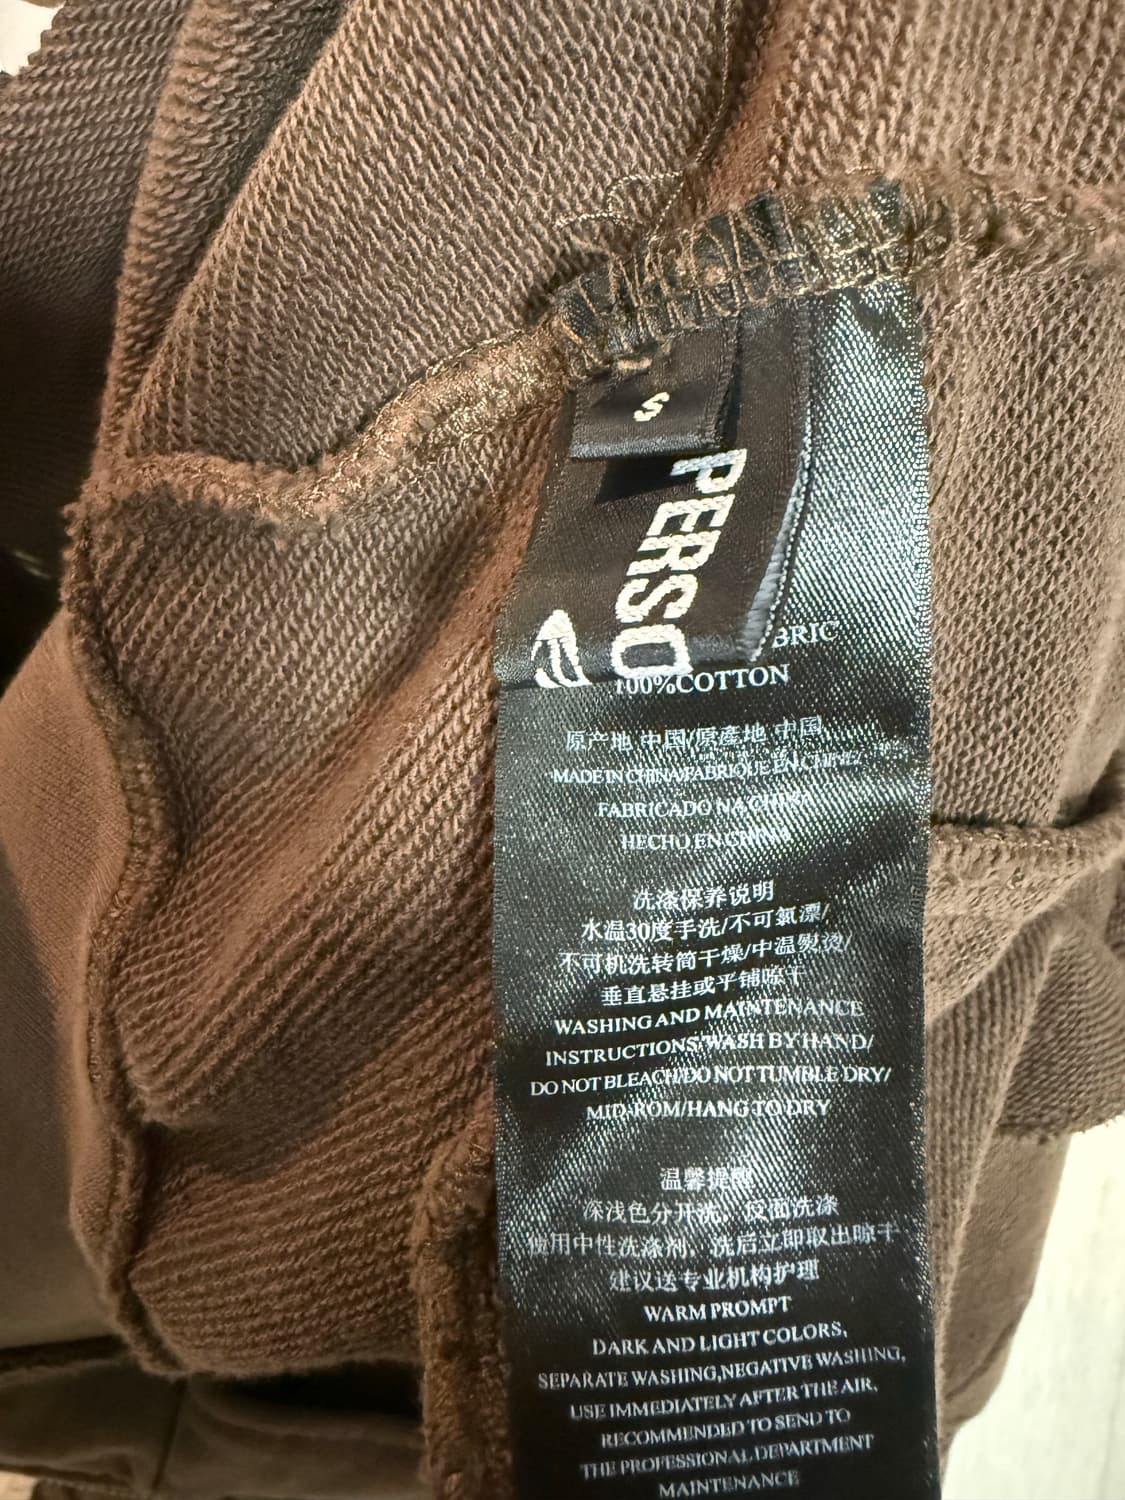 S
PERSO
BRIC
100%COTTON
原产地 中国/原產地 中国
MADE IN CHINA/FABRIQUE EN CHINE/
FABRICADO NA CHINA
HECHO EN CHINA
洗涤保养说明
水温30度手洗/不可氯漂/
不可机洗转筒干燥/中温熨烫/
垂直悬挂或平铺晾干
WASHING AND MAINTENANCE
INSTRUCTIONS/WASH BY HAND/
DO NOT BLEACH/DO NOT TUMBLE DRY/
MID-ROM/HANG TO DRY
温馨提醒
深浅色分开洗，反面洗涤
使用中性洗涤剂，洗后立即取出晾干
建议送专业机构护理
WARM PROMPT
DARK AND LIGHT COLORS,
SEPARATE WASHING,NEGATIVE WASHING,
USE IMMEDIATELY AFTER THE AIR,
RECOMMENDED TO SEND TO
THE PROFESSIONAL DEPARTMENT
MAINTENANCE